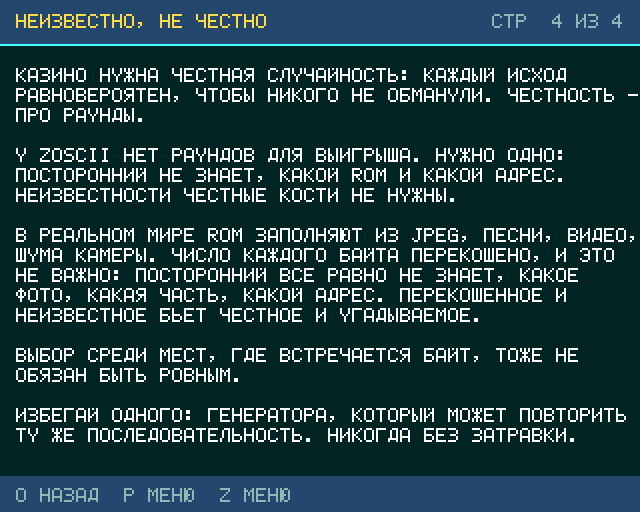 НЕИЗВЕСТНО, НЕ ЧЕСТНО СТР 4 ИЗ 4
КАЗИНО НУЖНА ЧЕСТНАЯ СЛУЧАЙНОСТЬ: КАЖДЫЙ ИСХОД
РАВНОВЕРОЯТЕН, ЧТОБЫ НИКОГО НЕ ОБМАНУЛИ. ЧЕСТНОСТЬ -
ПРО РАУНДЫ.
У ZOSCII НЕТ РАУНДОВ ДЛЯ ВЫИГРЫША. НУЖНО ОДНО:
ПОСТОРОННИЙ НЕ ЗНАЕТ, КАКОЙ ROM И КАКОЙ АДРЕС.
НЕИЗВЕСТНОСТИ ЧЕСТНЫЕ КОСТИ НЕ НУЖНЫ.
В РЕАЛЬНОМ МИРЕ ROM ЗАПОЛНЯЮТ ИЗ JPEG, ПЕСНИ, ВИДЕО,
ШУМА КАМЕРЫ. ЧИСЛО КАЖДОГО БАЙТА ПЕРЕКОШЕНО, И ЭТО
НЕ ВАЖНО: ПОСТОРОННИЙ ВСЕ РАВНО НЕ ЗНАЕТ, КАКОЕ
ФОТО, КАКАЯ ЧАСТЬ, КАКОЙ АДРЕС. ПЕРЕКОШЕННОЕ И
НЕИЗВЕСТНОЕ БЬЕТ ЧЕСТНОЕ И УГАДЫВАЕМОЕ.
ВЫБОР СРЕДИ МЕСТ, ГДЕ ВСТРЕЧАЕТСЯ БАЙТ, ТОЖЕ НЕ
ОБЯЗАН БЫТЬ РОВНЫМ.
ИЗБЕГАЙ ОДНОГО: ГЕНЕРАТОРА, КОТОРЫЙ МОЖЕТ ПОВТОРИТЬ
ТУ ЖЕ ПОСЛЕДОВАТЕЛЬНОСТЬ. НИКОГДА БЕЗ ЗАТРАВКИ.
O НАЗАД P МЕНЮ Z МЕНЮ